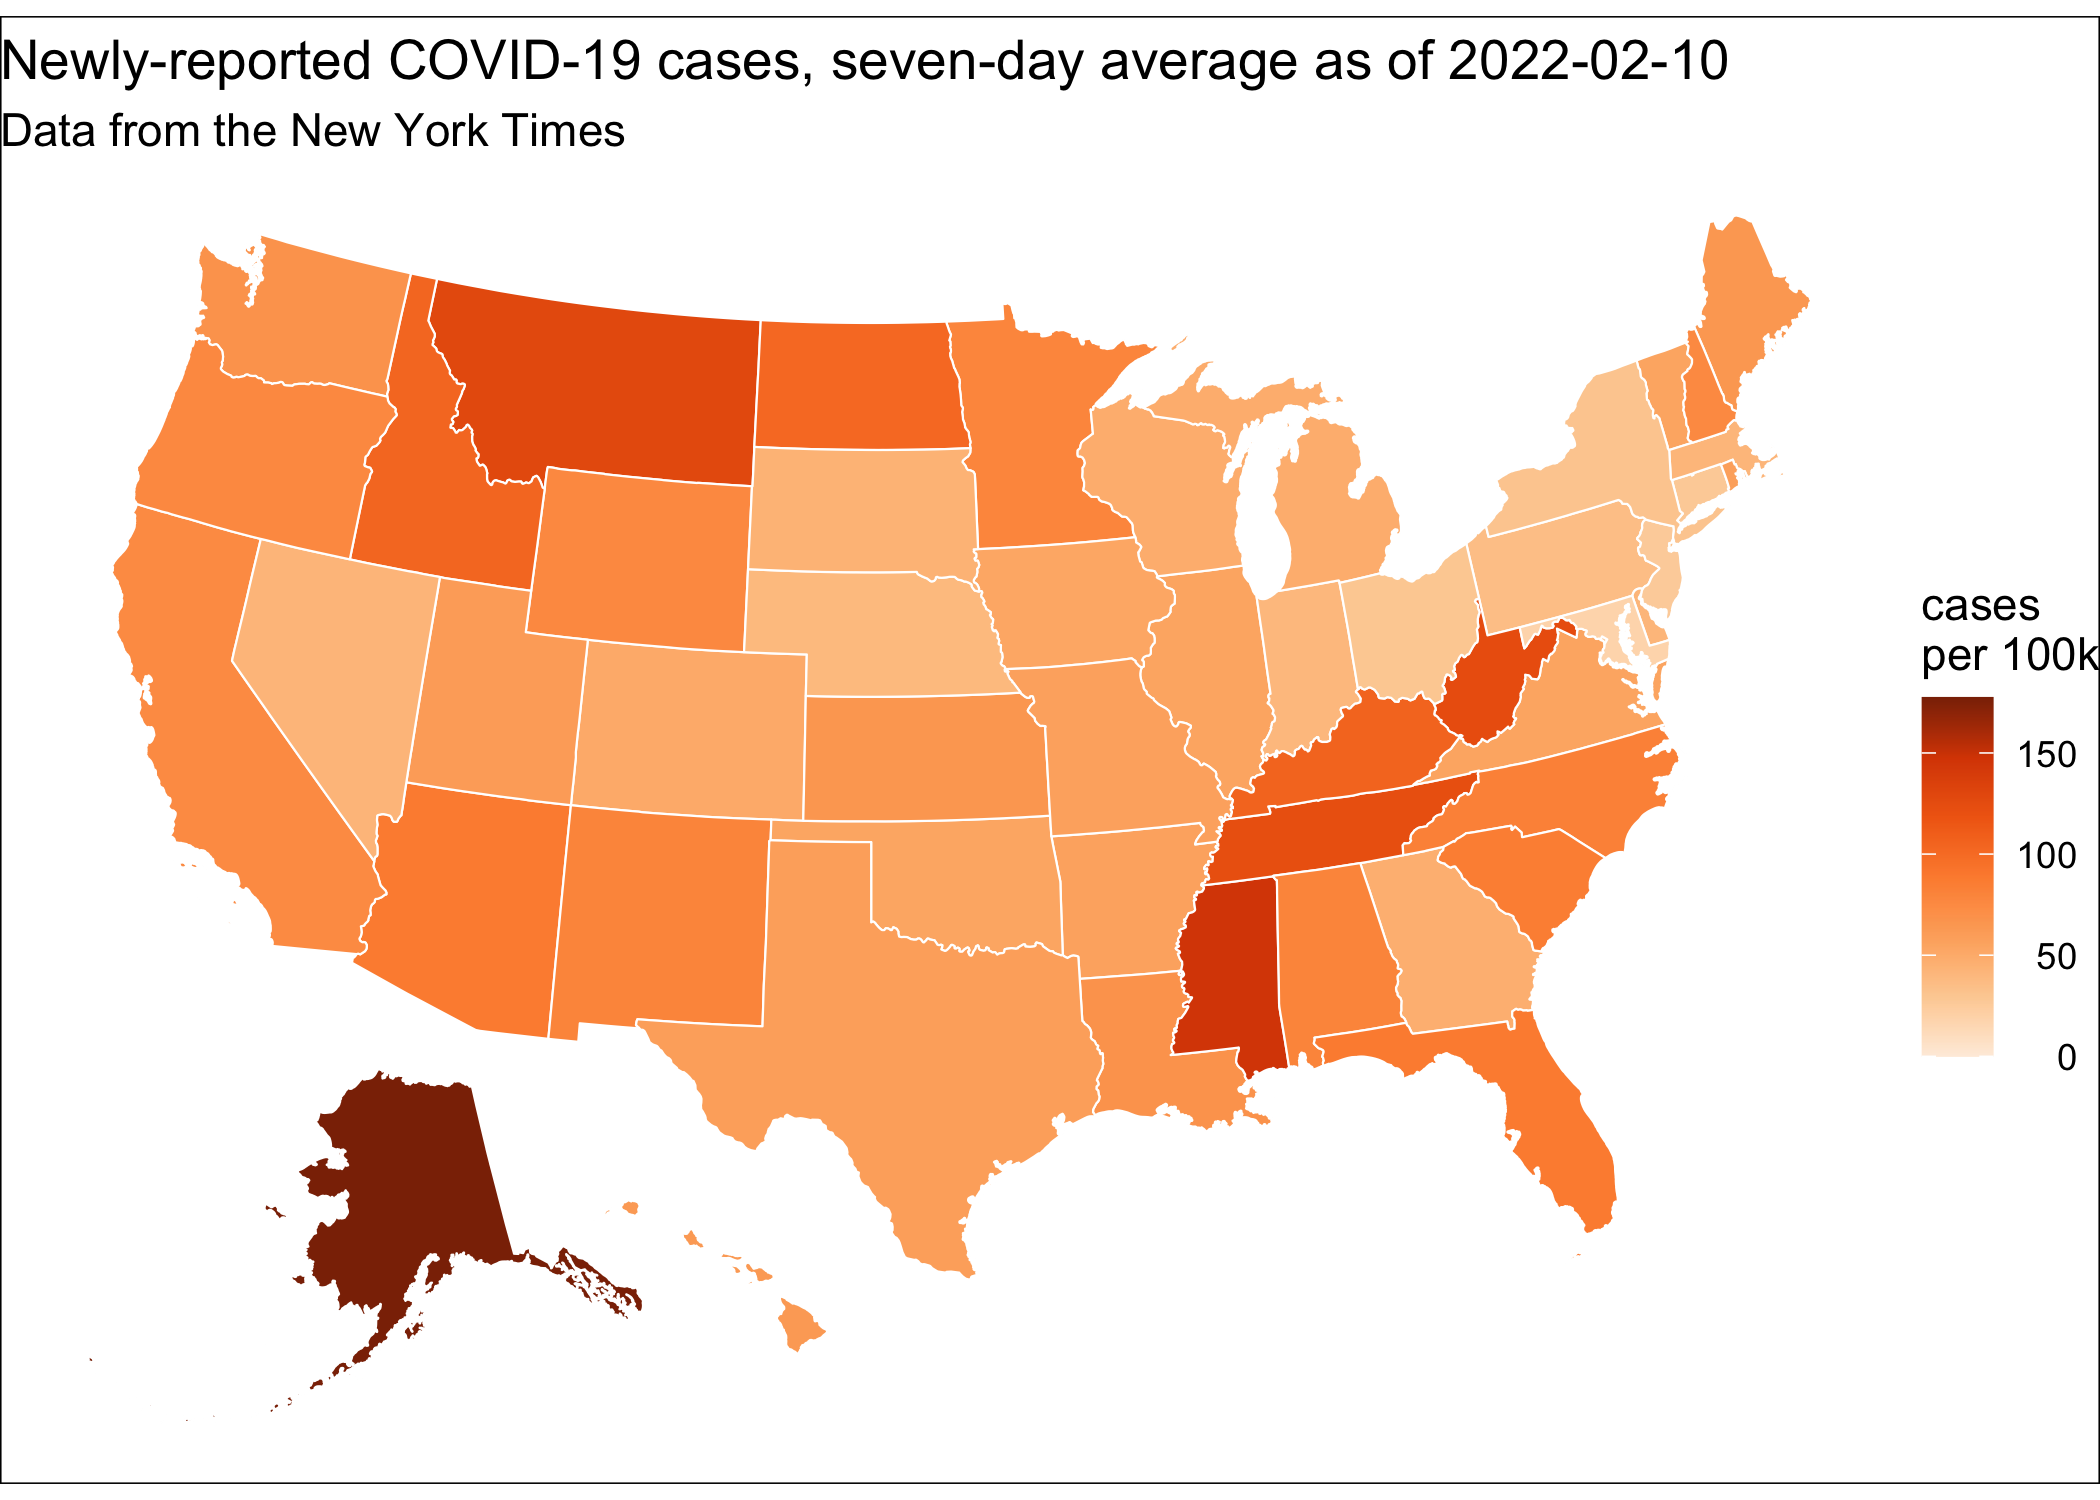 Newly-reported COVID-19 cases, seven-day average as of 2022-02-10
Data from the New York Times
cases
per 100k
150
100
50
0